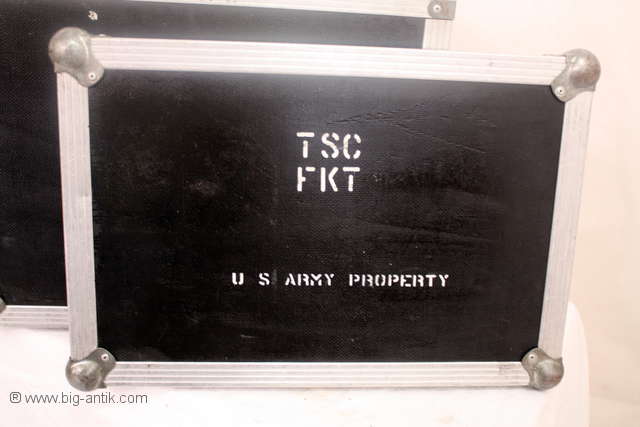 TSC
FKT
U S ARMY PROPERTY
® www.big-antik.com